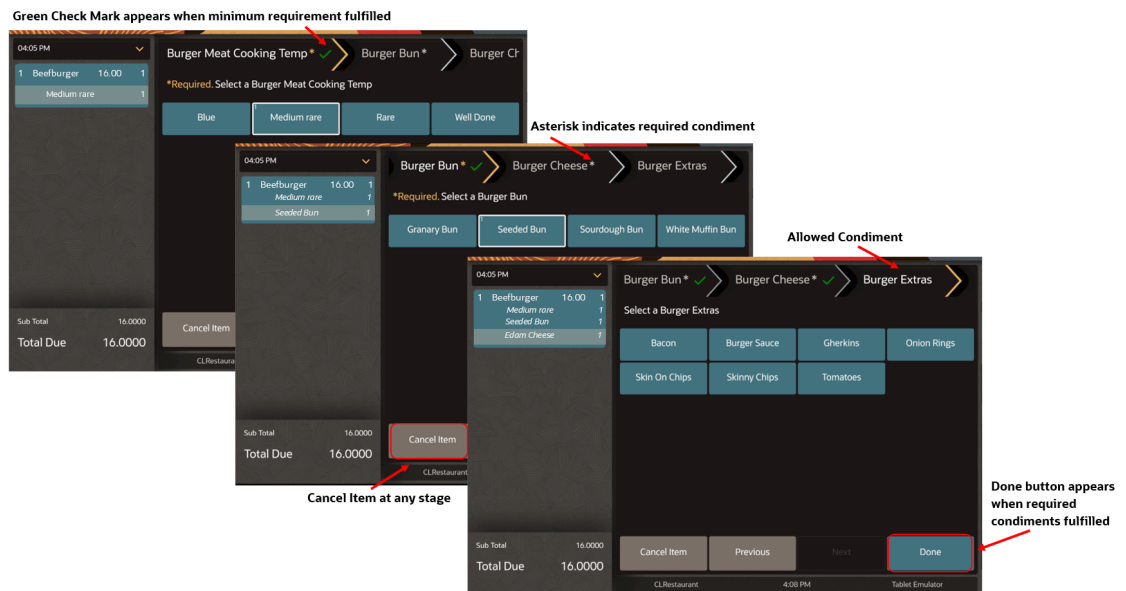 Green Check Mark appears when minimum requirement fulfilled
04:05 PM
1 Beefburger 16.00 1
Medium rare 1
Sub Total 16.0000
Total Due 16.0000
Burger Meat Cooking Temp* Burger Bun* Burger Ch
*Required. Select a Burger Meat Cooking Temp
Blue Medium rare Rare Well Done
1
Cancel Item
CLRestaura
Asterisk indicates required condiment
04:05 PM
1 Beefburger 16.00 1
Medium rare 1
Seeded Bun 1
Sub Total 16.0000
Total Due 16.0000
Burger Bun* Burger Cheese* Burger Extras
*Required. Select a Burger Bun
Granary Bun Seeded Bun Sourdough Bun White Muffin Bun
1
Cancel Item
CLRestaurant
Cancel Item at any stage
Allowed Condiment
04:05 PM
1 Beefburger 16.00 1
Medium rare 1
Seeded Bun 1
Edam Cheese 1
Sub Total 16.0000
Total Due 16.0000
Burger Bun* Burger Cheese* Burger Extras
Select a Burger Extras
Bacon Burger Sauce Gherkins Onion Rings
Skin On Chips Skinny Chips Tomatoes
Cancel Item Previous Next Done
CLRestaurant 4:08 PM Tablet Emulator
Done button appears
when required
condiments fulfilled